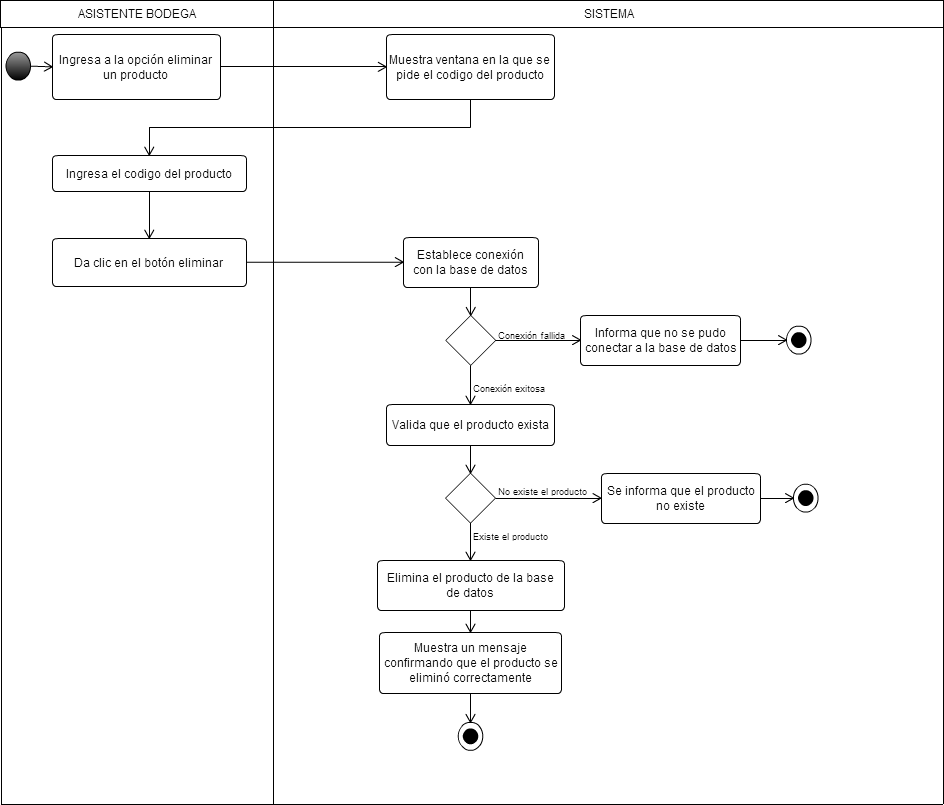 ASISTENTE BODEGA
SISTEMA
Ingresa a la opción eliminar
un producto
Muestra ventana en la que se
pide el codigo del producto
Ingresa el codigo del producto
Da clic en el botón eliminar
Establece conexión
con la base de datos
Conexión fallida
Informa que no se pudo
conectar a la base de datos
Conexión exitosa
Valida que el producto exista
No existe el producto
Se informa que el producto
no existe
Existe el producto
Elimina el producto de la base
de datos
Muestra un mensaje
confirmando que el producto se
eliminó correctamente